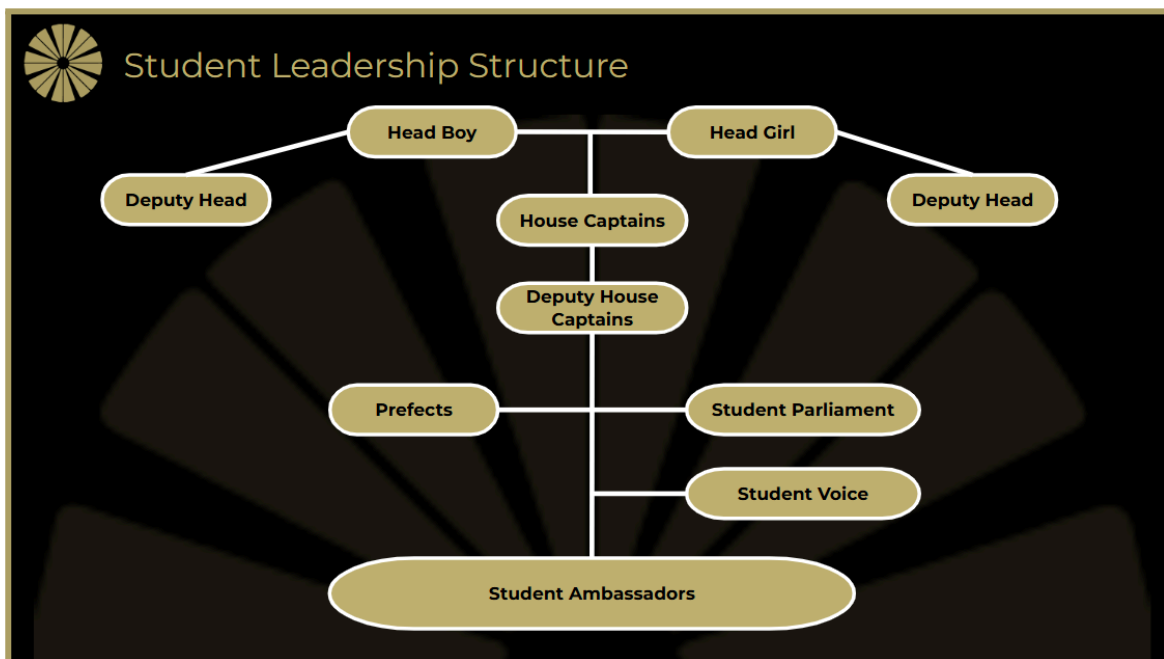 Student Leadership Structure
Head Boy
Head Girl
Deputy Head
Deputy Head
House Captains
Deputy House
Captains
Prefects
Student Parliament
Student Voice
Student Ambassadors